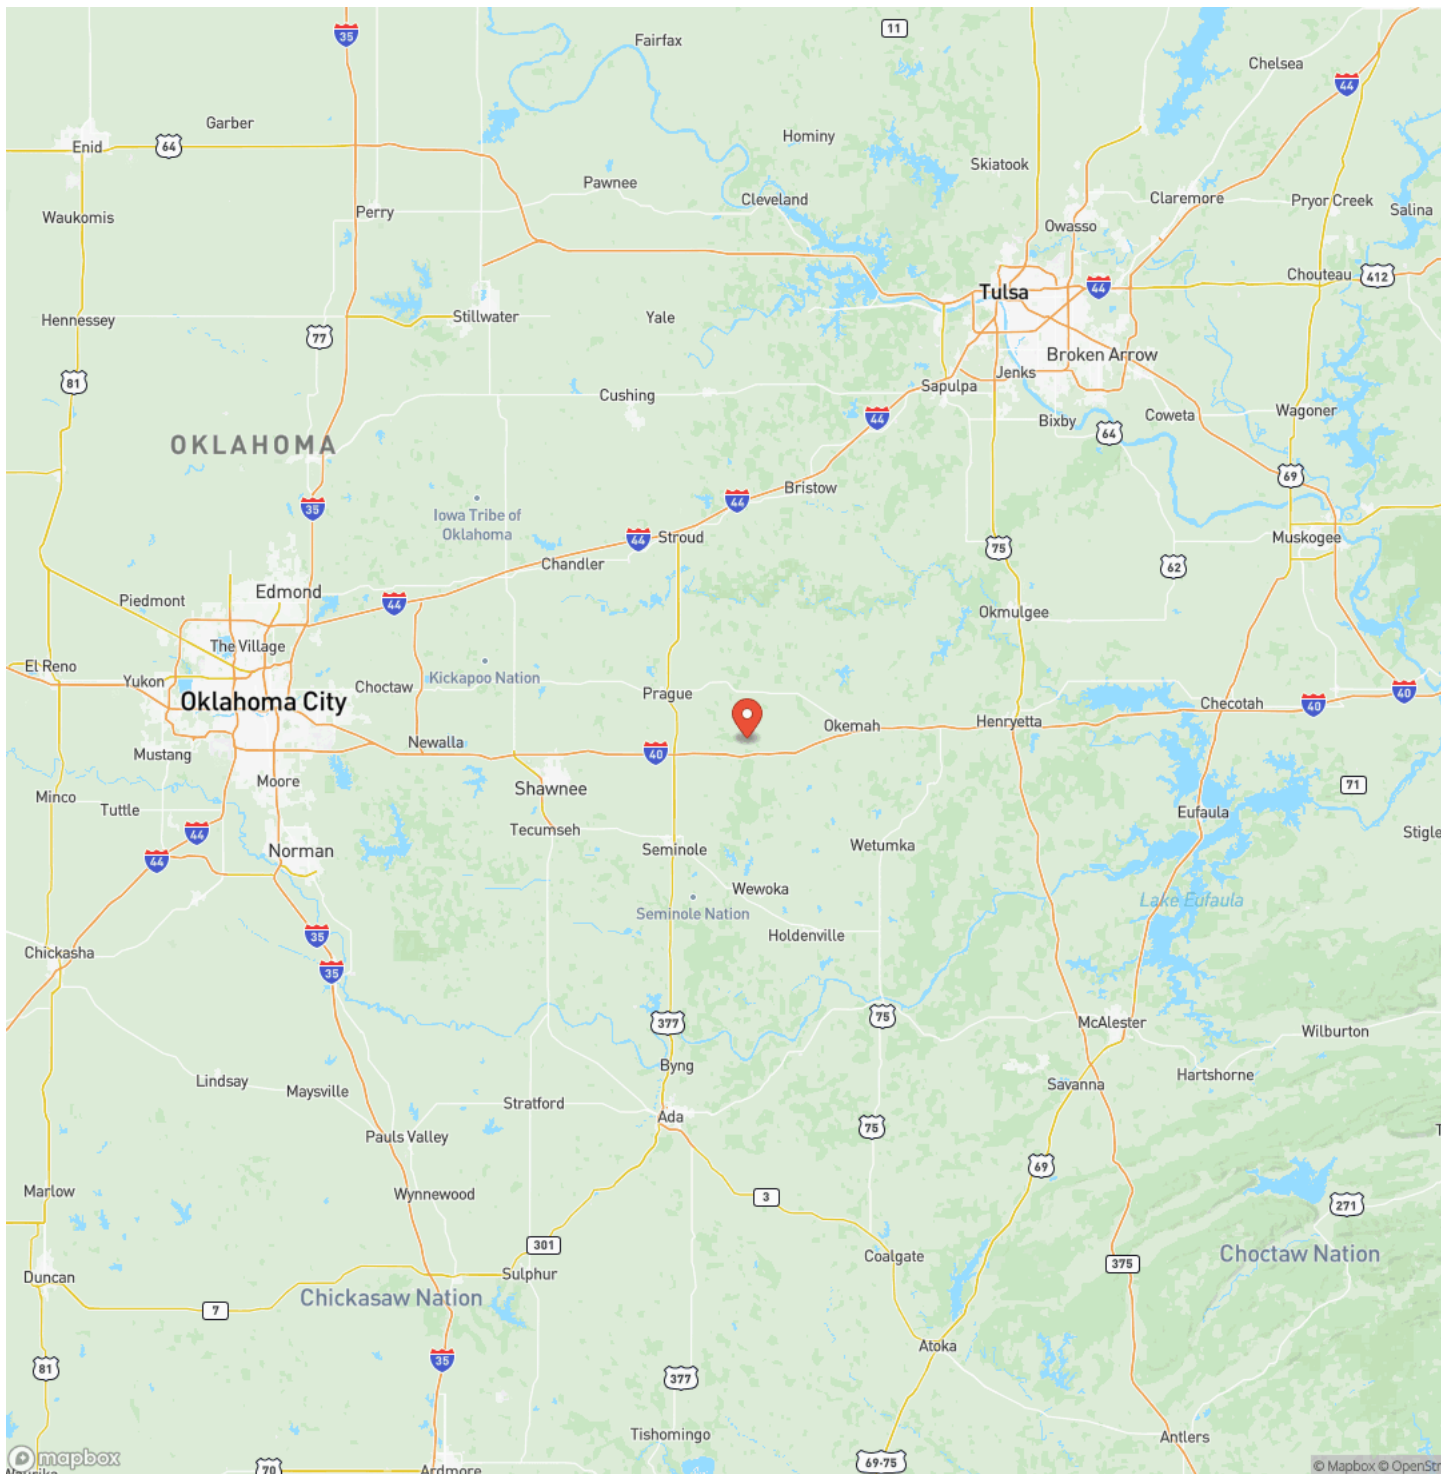 Fairfax
11
35
Chelsea
44
Garber
Hominy
Enid
64
Skiatook
Pawnee
Cleveland
Claremore
Pryor Creek
Salina
Waukomis
Perry
Owasso
Chouteau
412
Tulsa
44
Hennessey
Stillwater
Yale
77
81
Broken Arrow
Jenks
Sapulpa
Cushing
44
Bixby
Coweta
Wagoner
64
OKLAHOMA
69
Bristow
44
35
Iowa Tribe of
Oklahoma
44
Stroud
Muskogee
75
Chandler
62
Edmond
Piedmont
44
Okmulgee
The Village
El Reno
Yukon
Kickapoo Nation
Choctaw
Prague
40
Oklahoma City
Checotah
40
Okemah
Henryetta
Newalla
40
Mustang
Moore
Shawnee
71
Minco
Tuttle
Eufaula
Tecumseh
44
Stigle
Wetumka
Norman
Seminole
44
Wewoka
Lake Eufaula
Seminole Nation
35
Holdenville
Chickasha
35
377
75
McAlester
Wilburton
Byng
Hartshorne
Lindsay
Maysville
Savanna
Stratford
Ada
75
Pauls Valley
69
Marlow
Wynnewood
3
271
301
Coalgate
Choctaw Nation
375
Duncan
Sulphur
Chickasaw Nation
7
Atoka
35
81
377
Tishomingo
Antlers
mapbox
69-75
70
Ardmore
© Mapbox © OpenStr